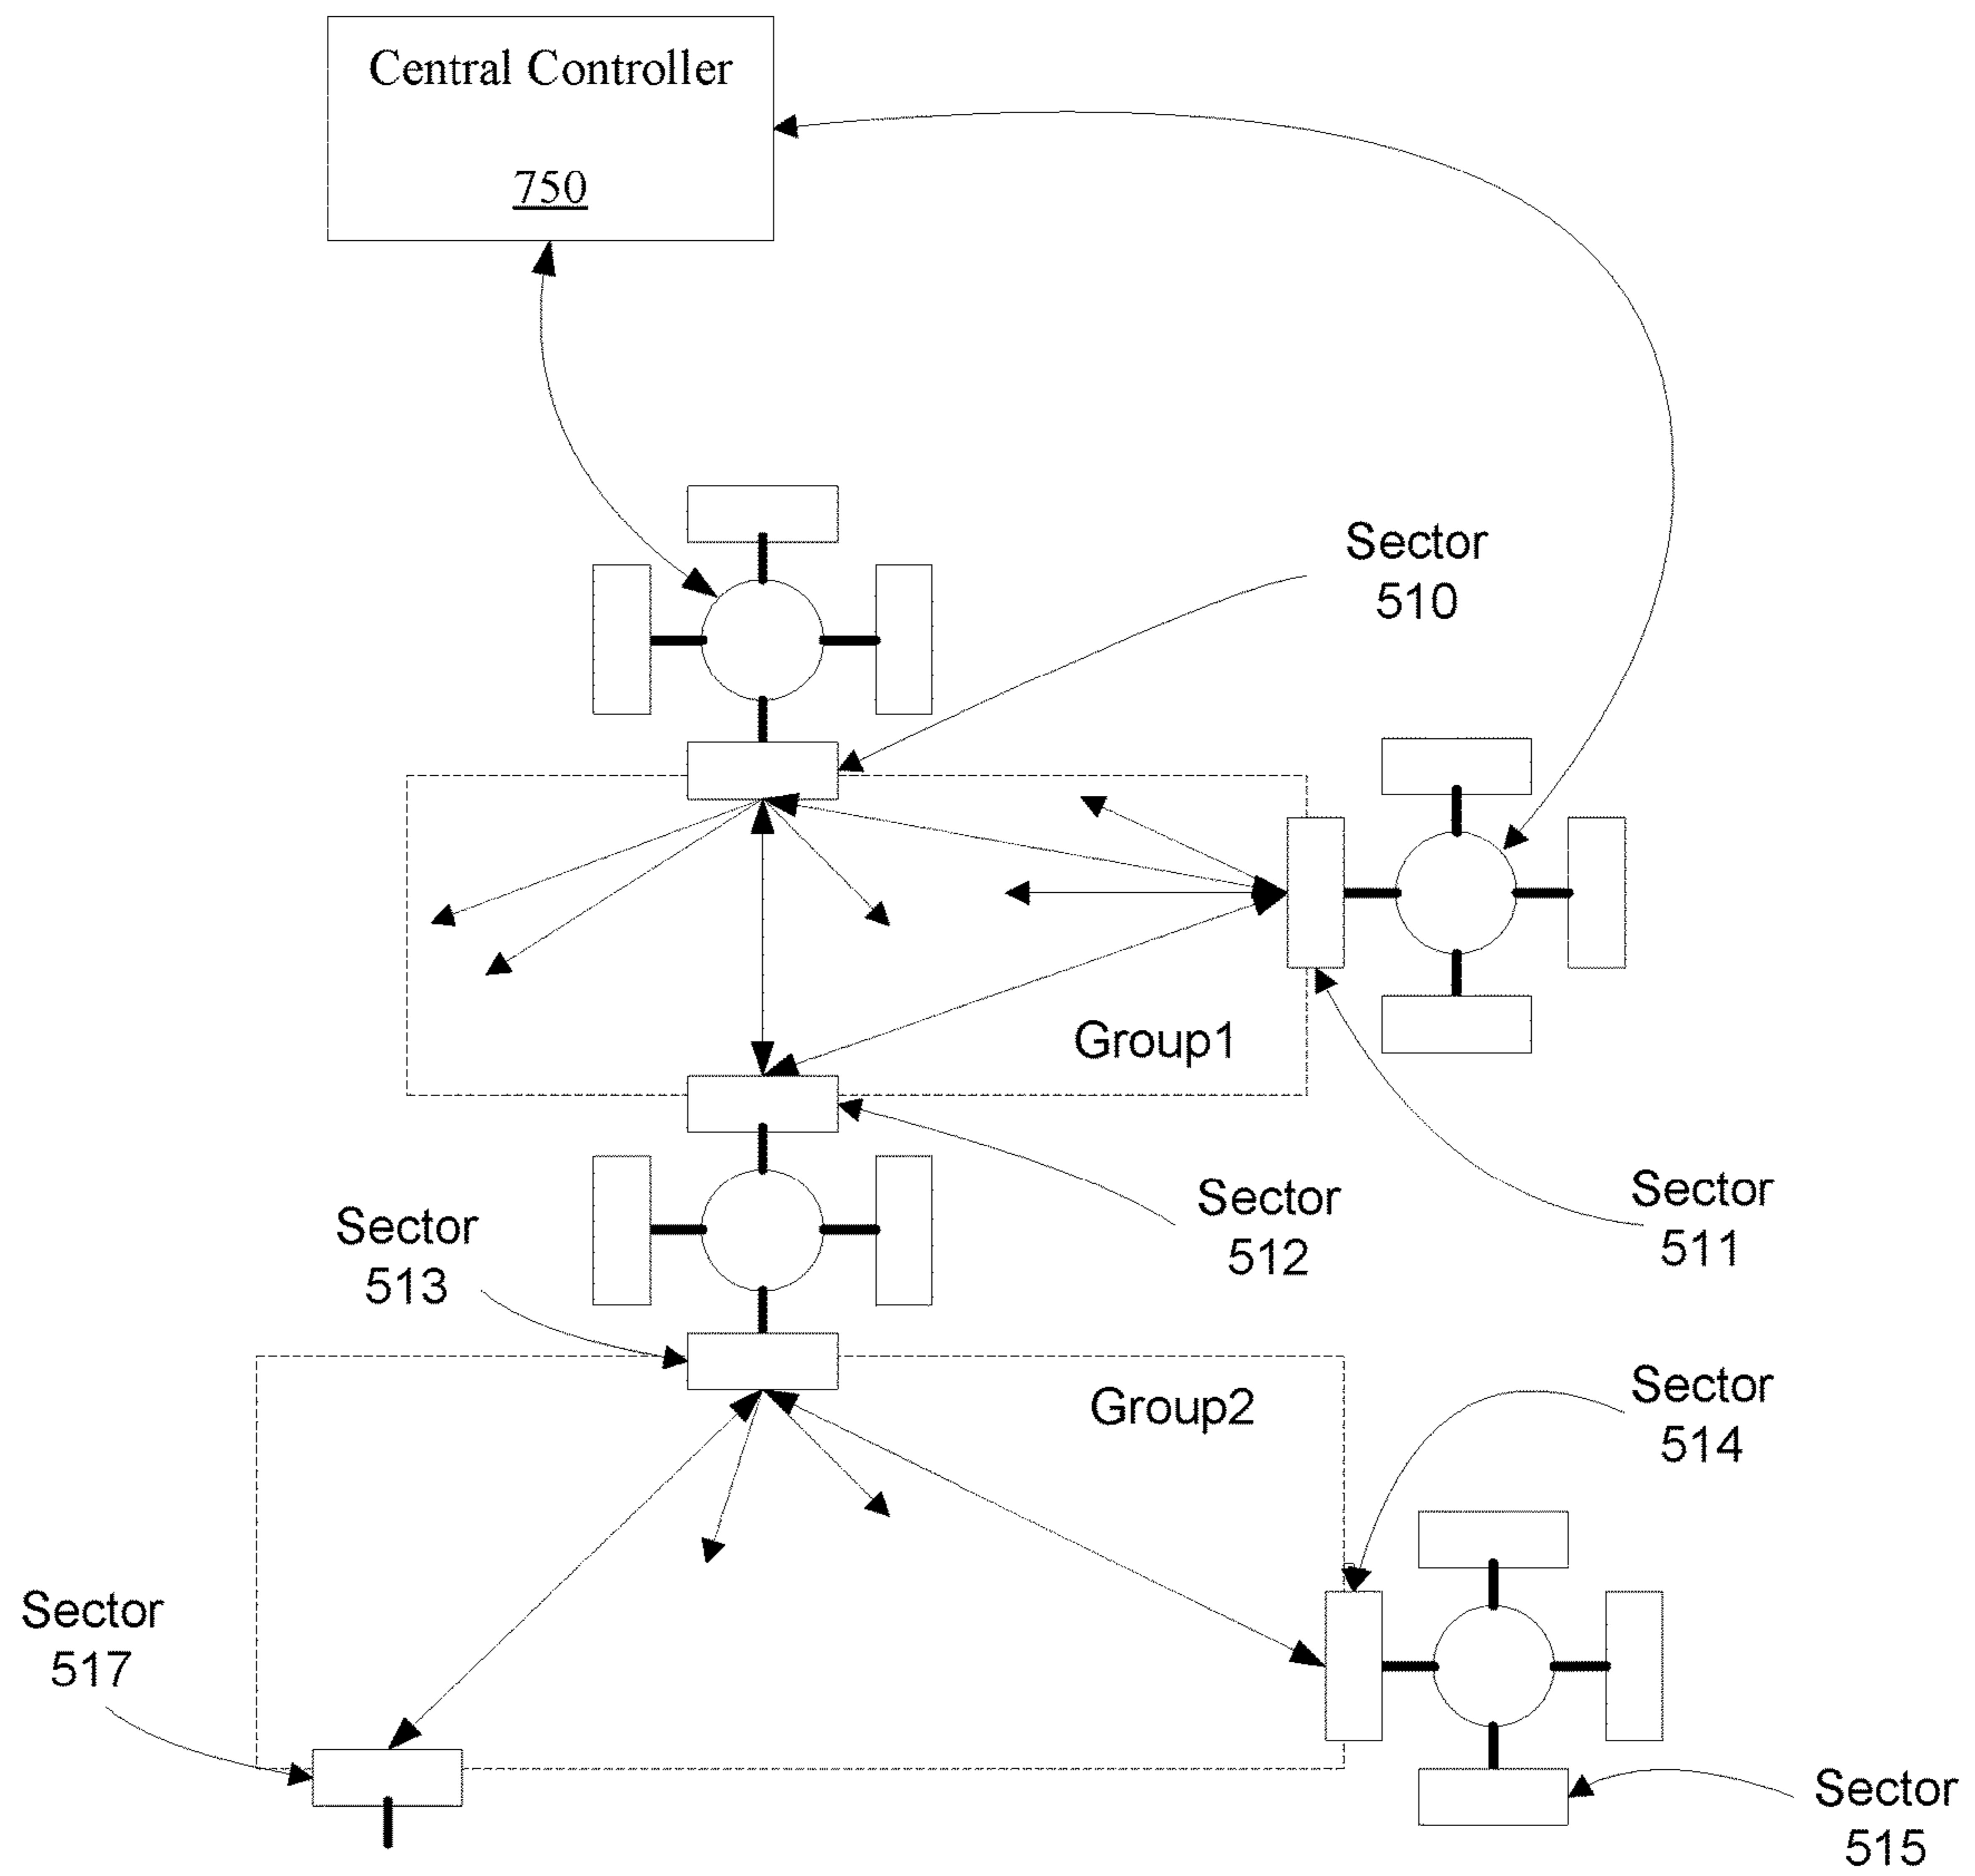 Central Controller
750
Sector
510
Group1
Sector
511
Sector
512
Sector
513
Group2
Sector
514
Sector
517
Sector
515